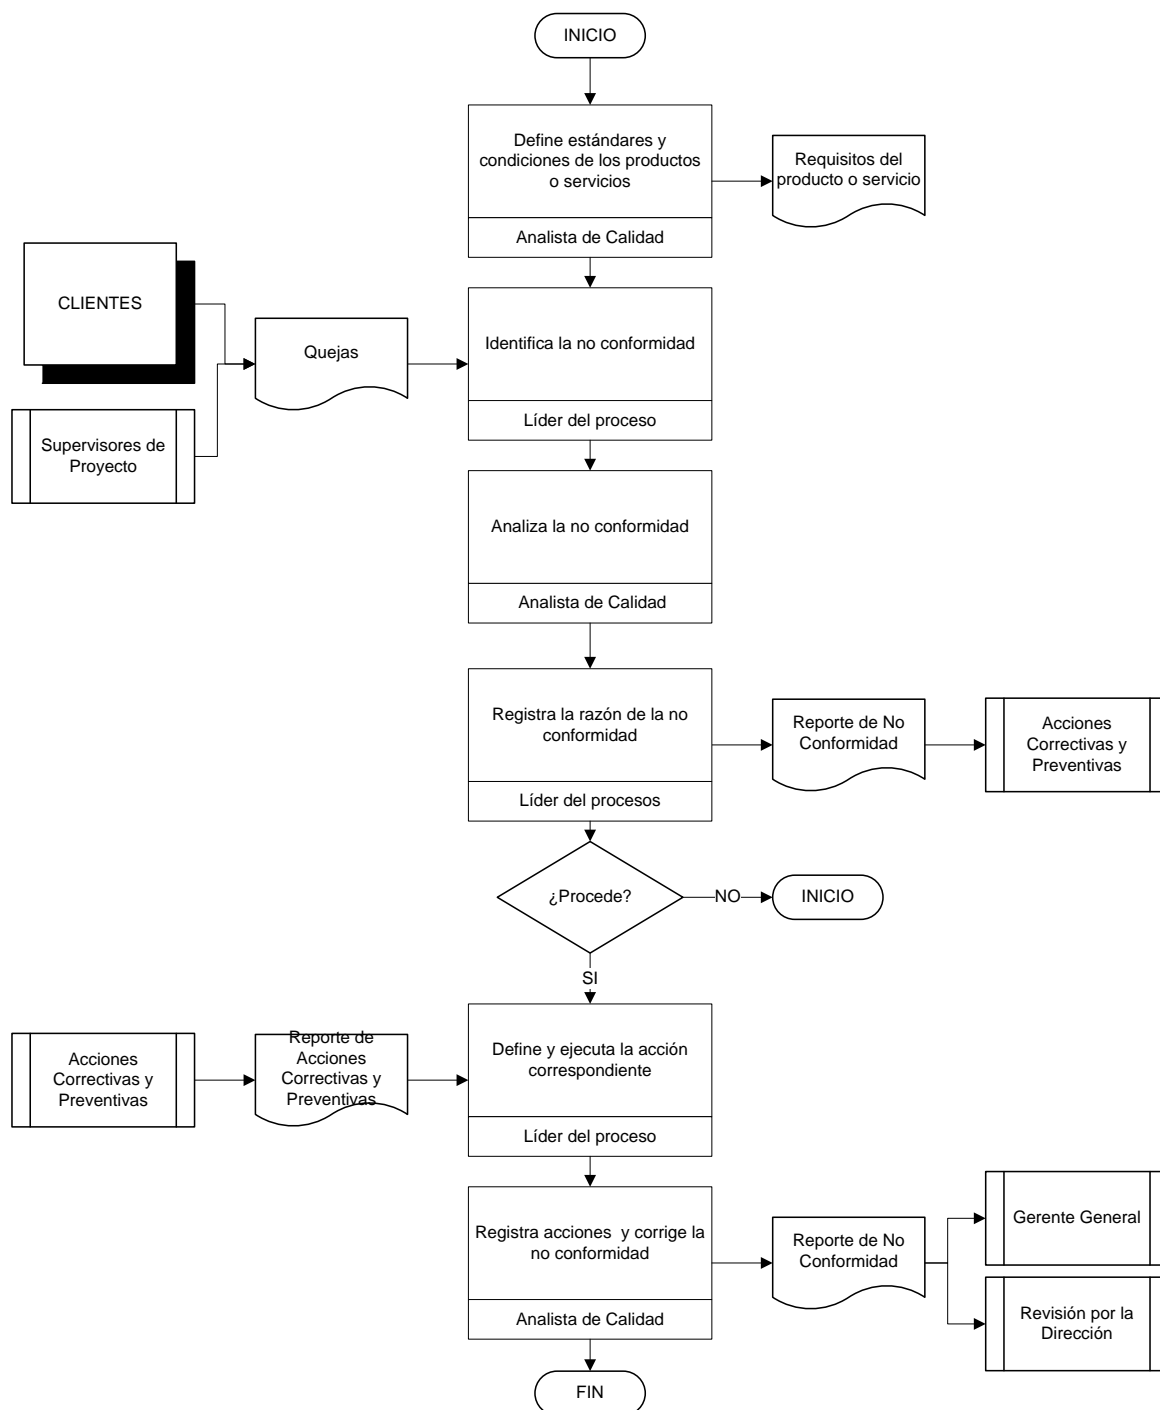 INICIO
Define estándares y
condiciones de los productos
o servicios
Analista de Calidad
Requisitos del
producto o servicio
CLIENTES
Supervisores de
Proyecto
Quejas
Identifica la no conformidad
Líder del proceso
Analiza la no conformidad
Analista de Calidad
Registra la razón de la no
conformidad
Líder del procesos
Reporte de No
Conformidad
Acciones
Correctivas y
Preventivas
¿Procede?
NO
INICIO
SI
Acciones
Correctivas y
Preventivas
Reporte de
Acciones
Correctivas y
Preventivas
Define y ejecuta la acción
correspondiente
Líder del proceso
Registra acciones  y corrige la
no conformidad
Analista de Calidad
Reporte de No
Conformidad
Gerente General
Revisión por la
Dirección
FIN